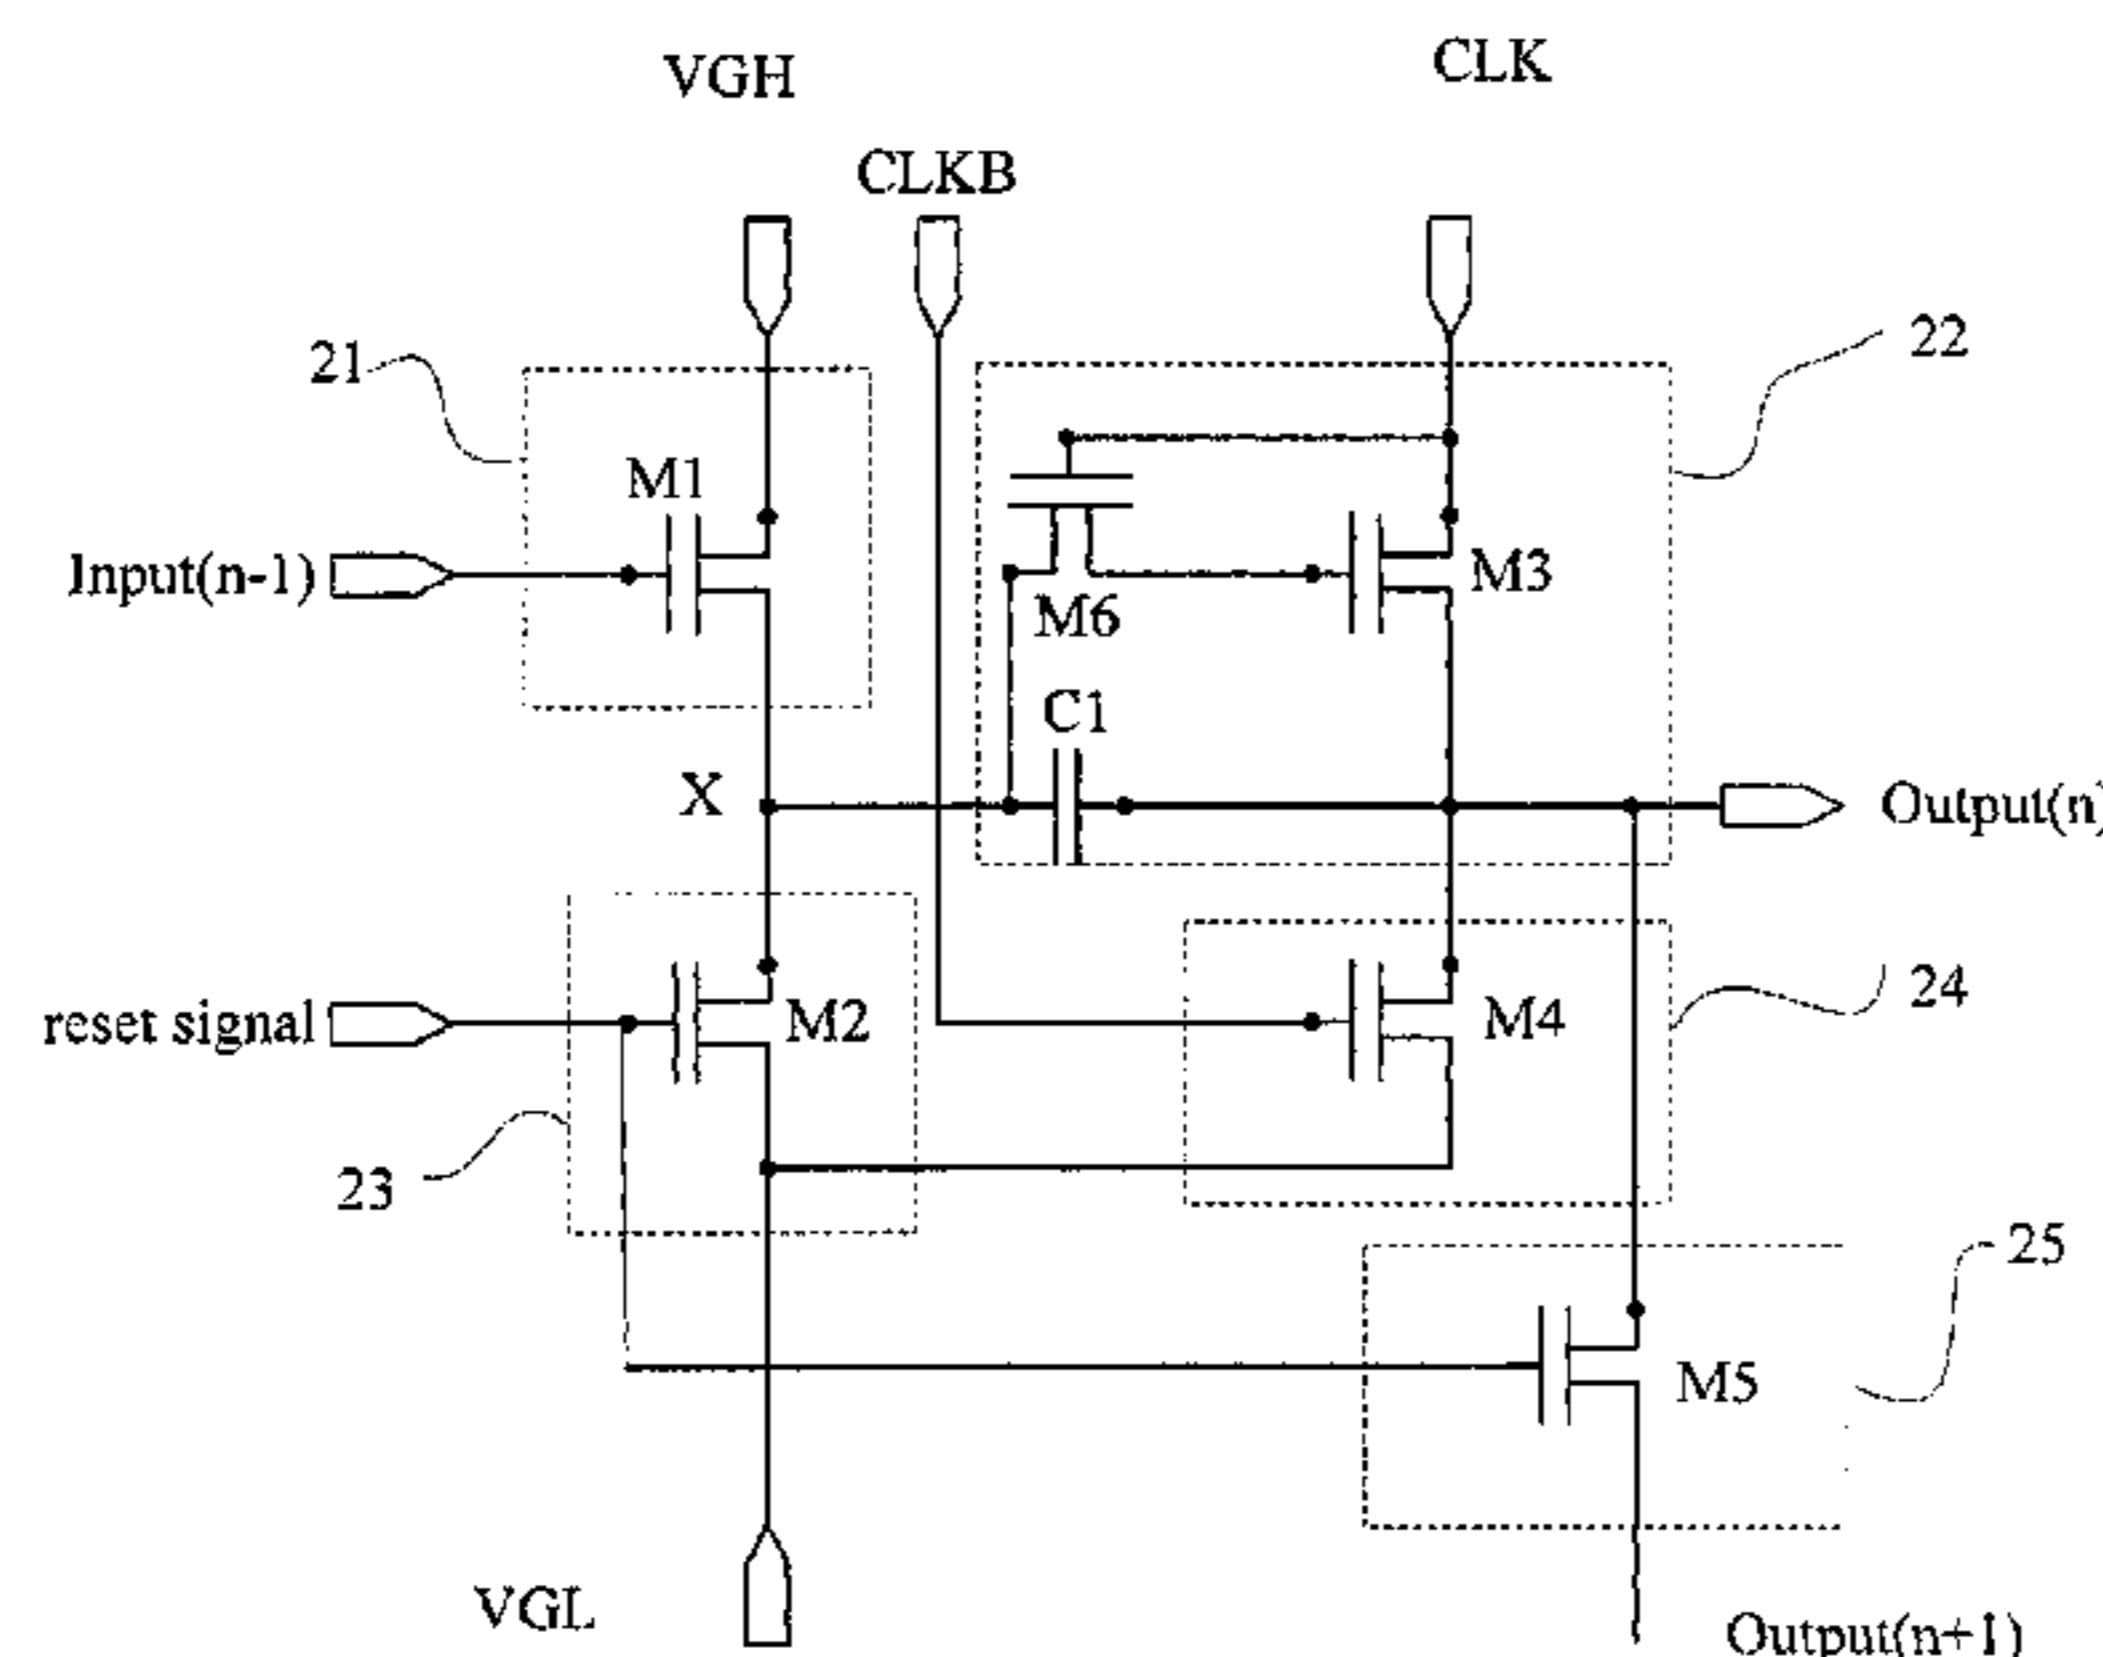 VGH
CLK
CLKB
21
22
M1
Input(n-1)
M3
M6
C1
X
Output(n)
reset signal
M2
M4
24
23
25
M5
VGL
Output(n+1)